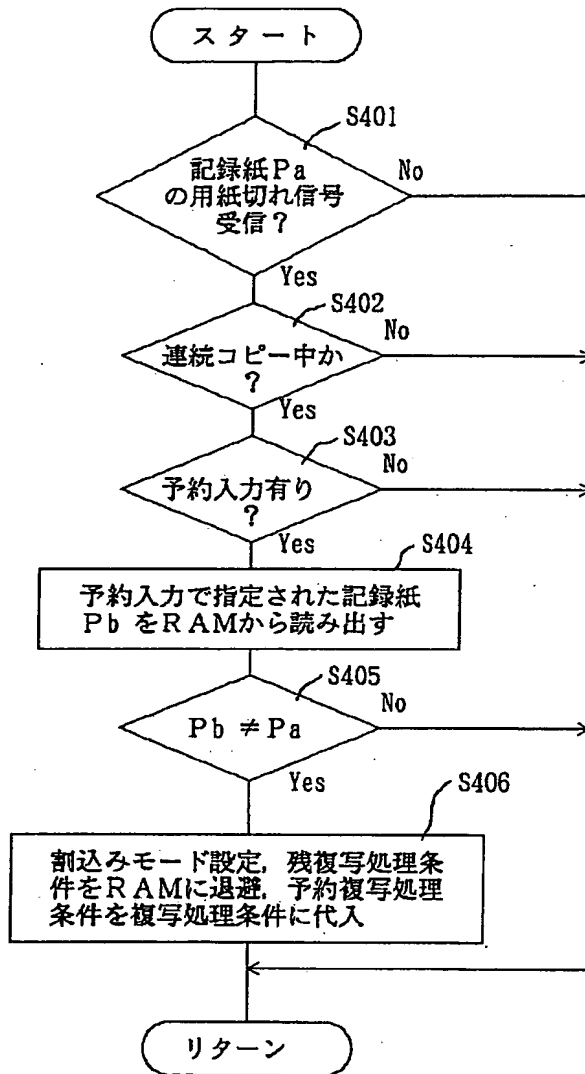 スタート
S401
記録紙Pa
の用紙切れ信号
受信?
No
Yes
S402
連続コピー中か
?
No
Yes
S403
予約入力有り
?
No
Yes
S404
予約入力で指定された記録紙
PbをRAMから読み出す
S405
Pb ≠ Pa
No
Yes
S406
割込みモード設定,残複写処理条
件をRAMに退避,予約複写処理
条件を複写処理条件に代入
リターン